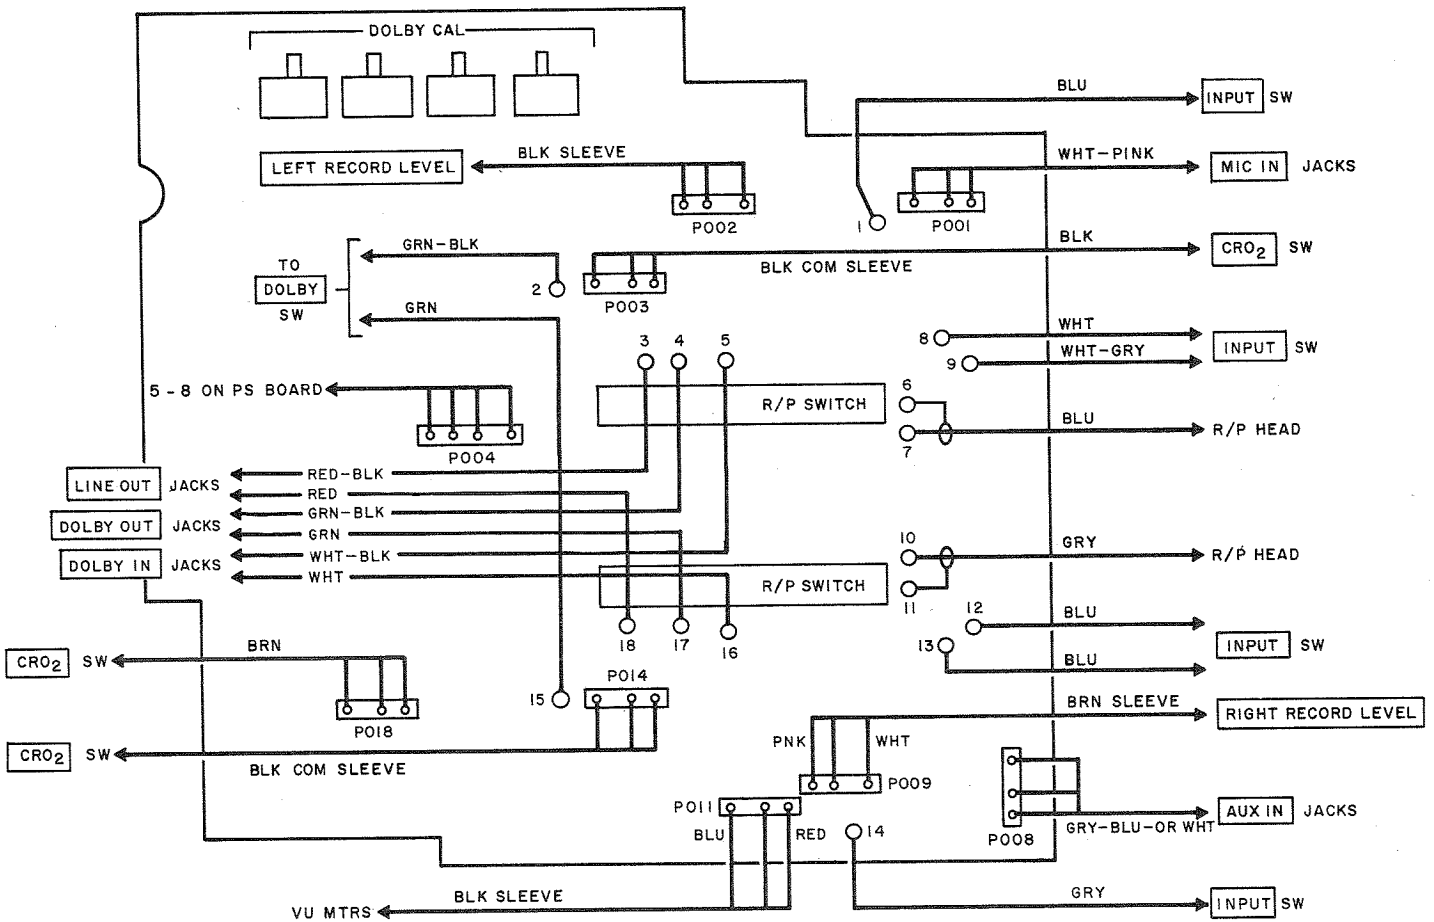 DOLBY CAL
BLU
INPUT SW
LEFT RECORD LEVEL
BLK SLEEVE
P002
WHT-PINK
MIC IN JACKS
1
P001
TO
DOLBY
SW
GRN-BLK
2
GRN
BLK
BLK COM SLEEVE
P003
CRO2 SW
3 4 5
8
WHT
9
WHT-GRY
INPUT SW
5-8 ON PS BOARD
P004
R/P SWITCH
6
7
BLU
R/P HEAD
LINE OUT JACKS
RED-BLK
RED
DOLBY OUT JACKS
GRN-BLK
GRN
DOLBY IN JACKS
WHT-BLK
WHT
R/P SWITCH
10
11
GRY
R/P HEAD
18 17 16
12
BLU
13
BLU
INPUT SW
CRO2 SW
BRN
P018
15
P014
CRO2 SW
BLK COM SLEEVE
BRN SLEEVE
RIGHT RECORD LEVEL
PNK WHT
P009
P011
BLU RED
14
P008
GRY-BLU-OR WHT
AUX IN JACKS
VU MTRS
BLK SLEEVE
GRY
INPUT SW